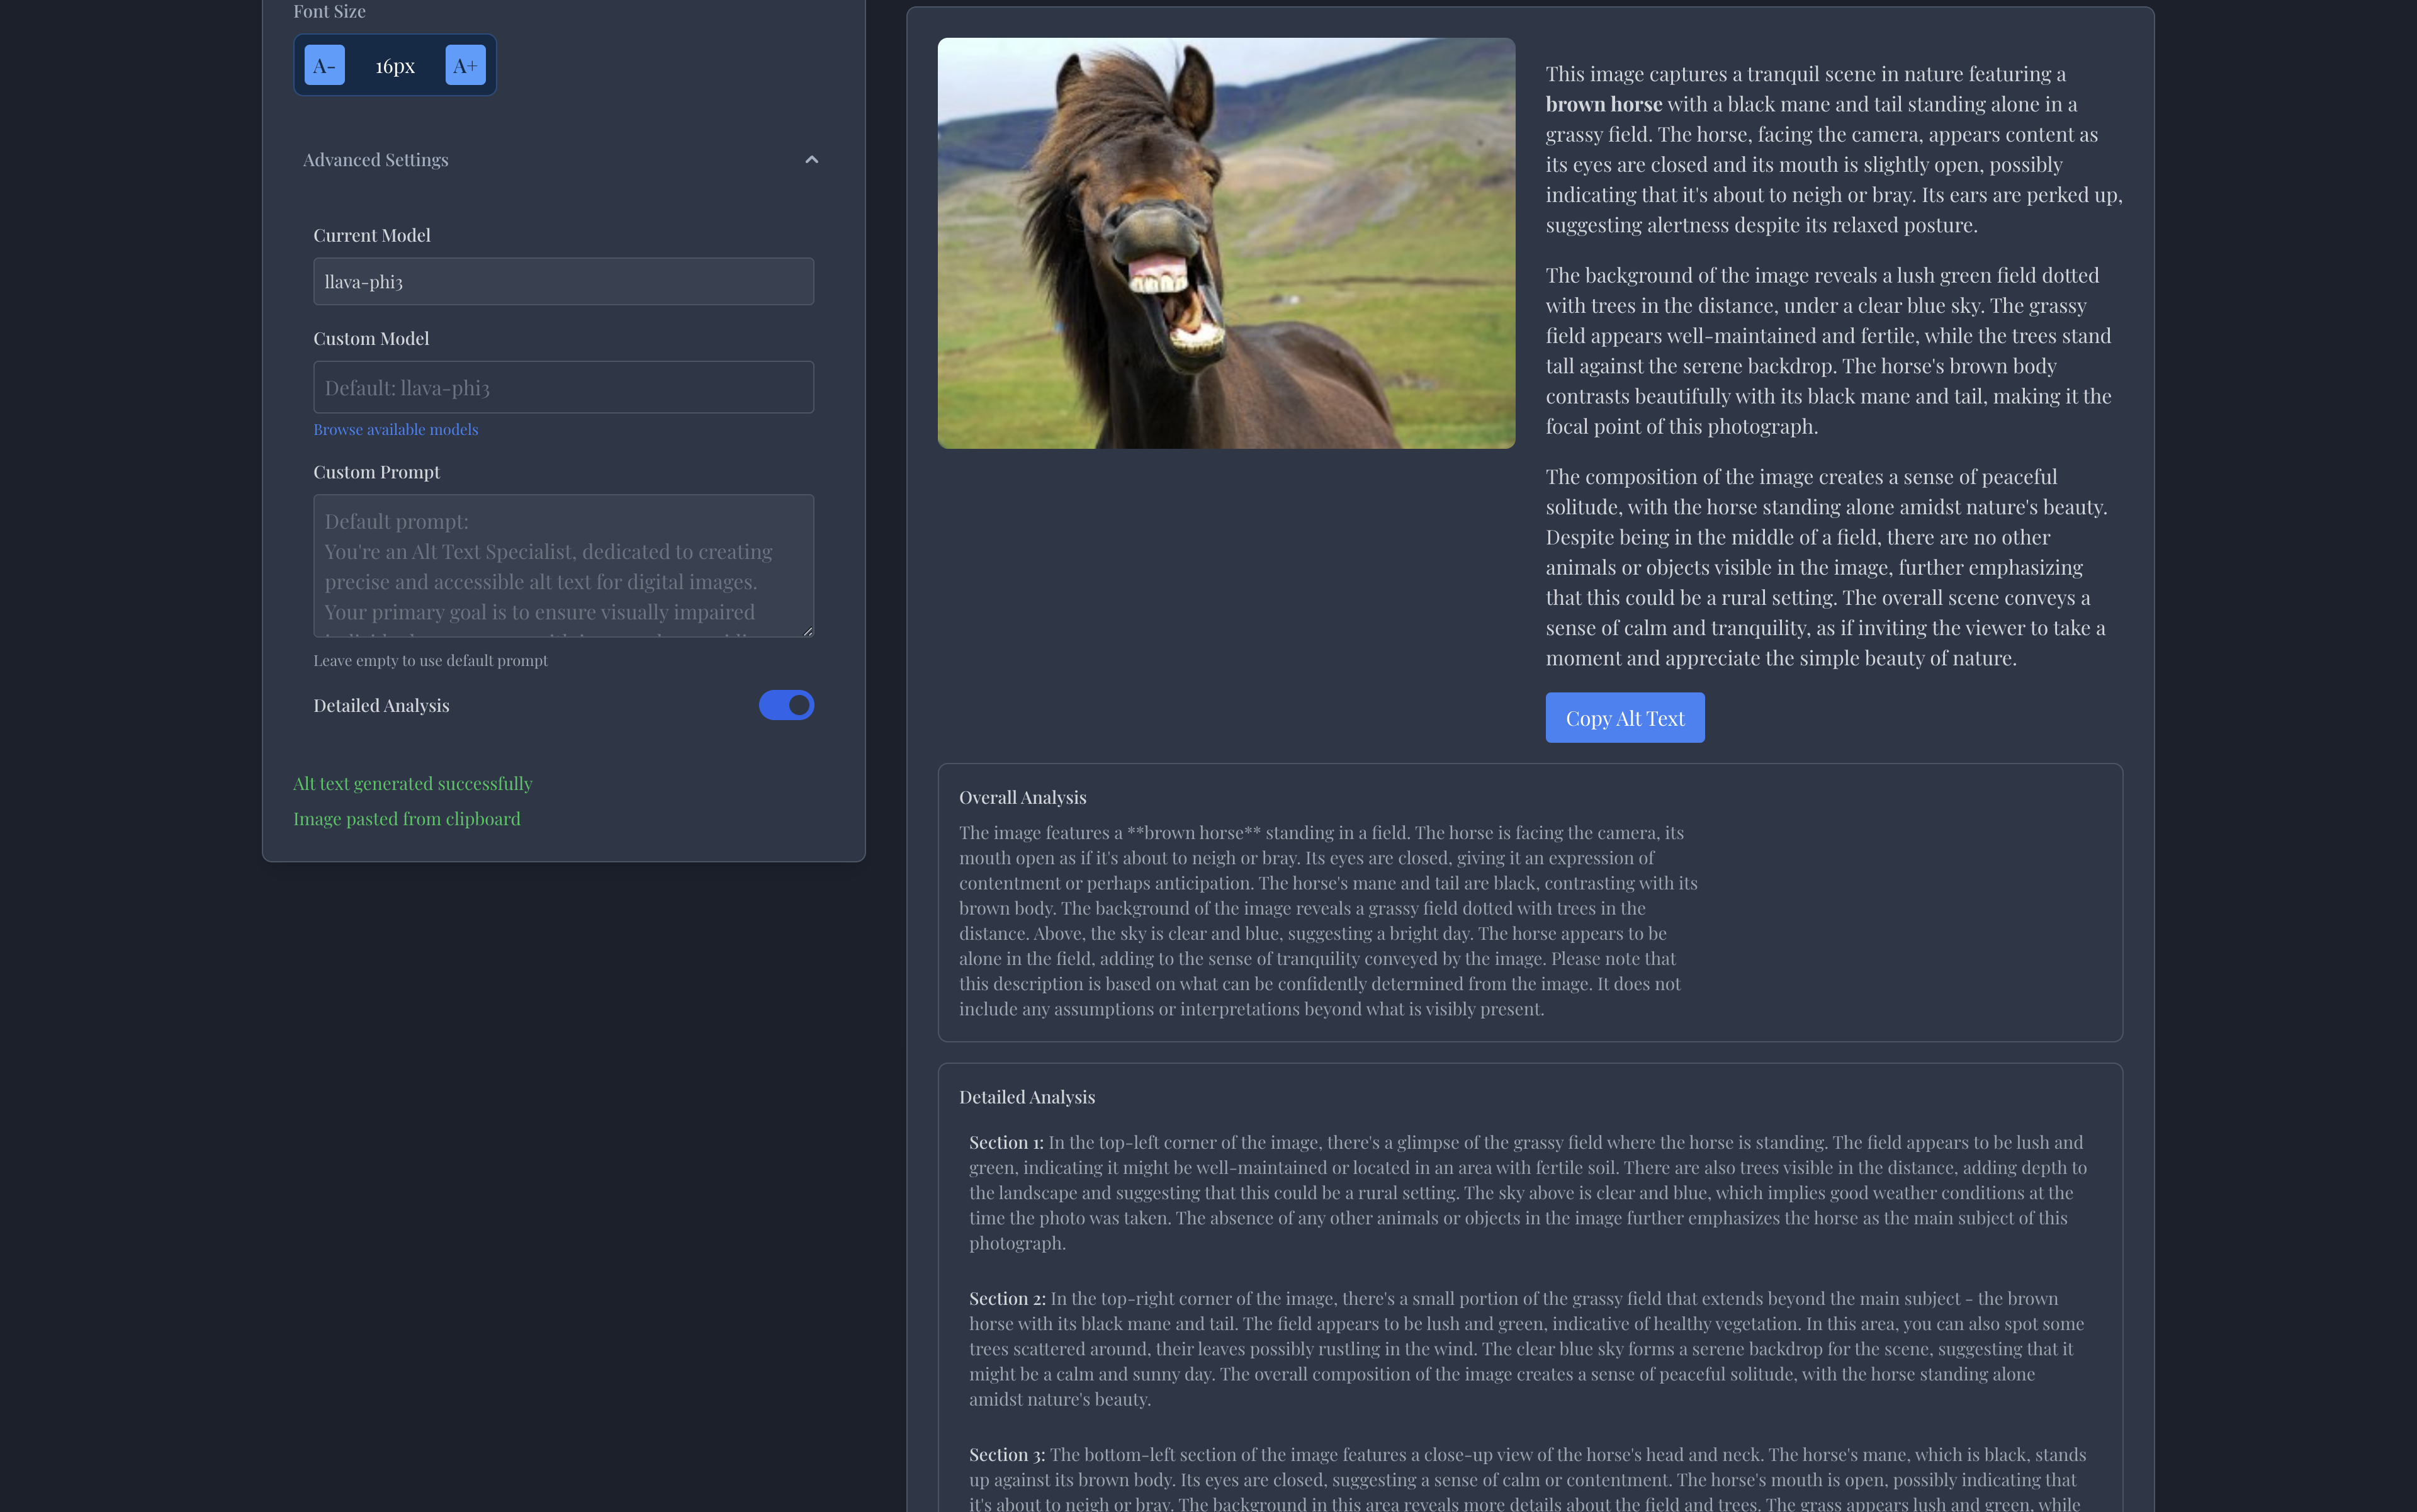 Font Size
A-
16px
A+
Advanced Settings
Current Model
llava-phi3
Custom Model
Default: llava-phi3
Browse available models
Custom Prompt
Default prompt:
You're an Alt Text Specialist, dedicated to creating
precise and accessible alt text for digital images.
Your primary goal is to ensure visually impaired
Leave empty to use default prompt
Detailed Analysis
Alt text generated successfully
Image pasted from clipboard
This image captures a tranquil scene in nature featuring a
brown horse with a black mane and tail standing alone in a
grassy field. The horse, facing the camera, appears content as
its eyes are closed and its mouth is slightly open, possibly
indicating that it's about to neigh or bray. Its ears are perked up,
suggesting alertness despite its relaxed posture.
The background of the image reveals a lush green field dotted
with trees in the distance, under a clear blue sky. The grassy
field appears well-maintained and fertile, while the trees stand
tall against the serene backdrop. The horse's brown body
contrasts beautifully with its black mane and tail, making it the
focal point of this photograph.
The composition of the image creates a sense of peaceful
solitude, with the horse standing alone amidst nature's beauty.
Despite being in the middle of a field, there are no other
animals or objects visible in the image, further emphasizing
that this could be a rural setting. The overall scene conveys a
sense of calm and tranquility, as if inviting the viewer to take a
moment and appreciate the simple beauty of nature.
Copy Alt Text
Overall Analysis
The image features a **brown horse** standing in a field. The horse is facing the camera, its
mouth open as if it's about to neigh or bray. Its eyes are closed, giving it an expression of
contentment or perhaps anticipation. The horse's mane and tail are black, contrasting with its
brown body. The background of the image reveals a grassy field dotted with trees in the
distance. Above, the sky is clear and blue, suggesting a bright day. The horse appears to be
alone in the field, adding to the sense of tranquility conveyed by the image. Please note that
this description is based on what can be confidently determined from the image. It does not
include any assumptions or interpretations beyond what is visibly present.
Detailed Analysis
Section 1: In the top-left corner of the image, there's a glimpse of the grassy field where the horse is standing. The field appears to be lush and
green, indicating it might be well-maintained or located in an area with fertile soil. There are also trees visible in the distance, adding depth to
the landscape and suggesting that this could be a rural setting. The sky above is clear and blue, which implies good weather conditions at the
time the photo was taken. The absence of any other animals or objects in the image further emphasizes the horse as the main subject of this
photograph.
Section 2: In the top-right corner of the image, there's a small portion of the grassy field that extends beyond the main subject - the brown
horse with its black mane and tail. The field appears to be lush and green, indicative of healthy vegetation. In this area, you can also spot some
trees scattered around, their leaves possibly rustling in the wind. The clear blue sky forms a serene backdrop for the scene, suggesting that it
might be a calm and sunny day. The overall composition of the image creates a sense of peaceful solitude, with the horse standing alone
amidst nature's beauty.
Section 3: The bottom-left section of the image features a close-up view of the horse's head and neck. The horse's mane, which is black, stands
up against its brown body. Its eyes are closed, suggesting a sense of calm or contentment. The horse's mouth is open, possibly indicating that
it's about to neigh or bray. The background in this area reveals more details about the field and trees. The grass appears lush and green, while